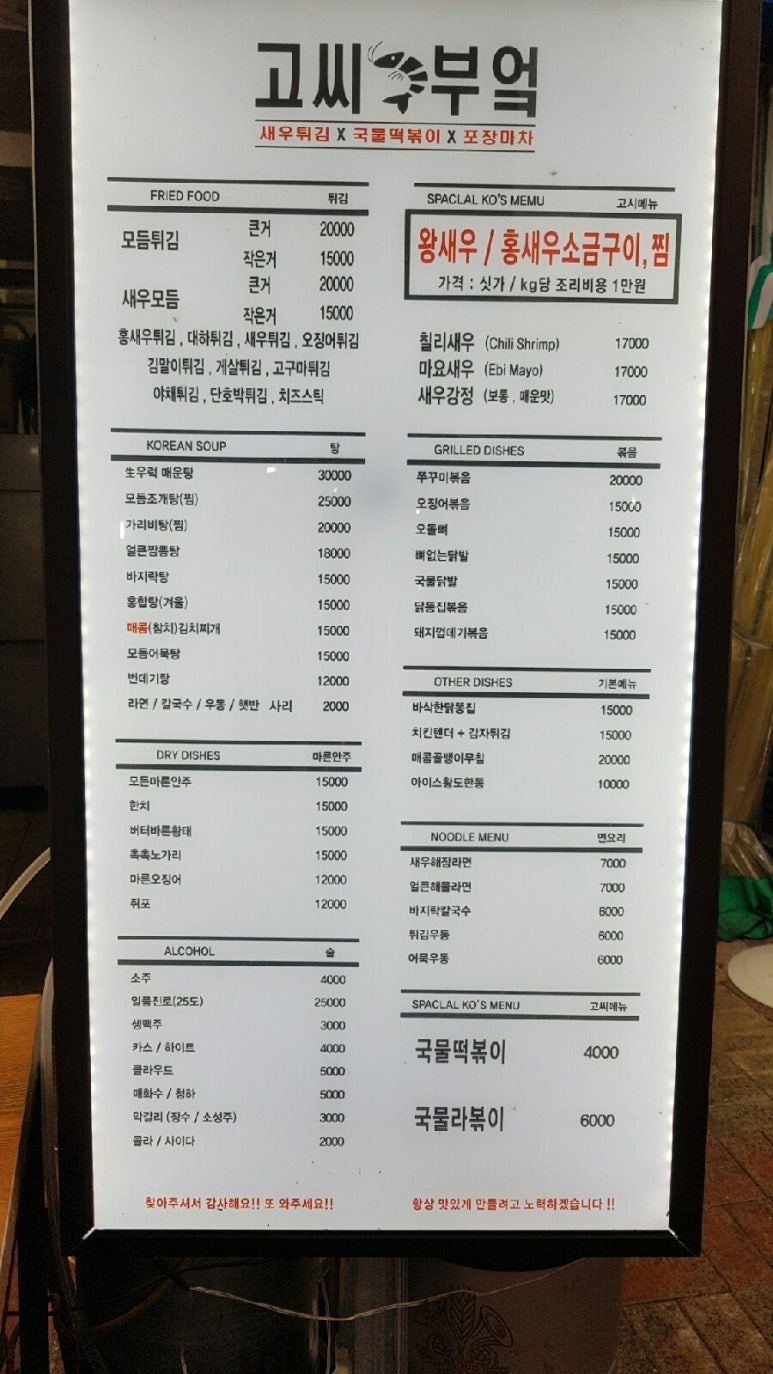 고씨부엌
새우튀김 X 국물떡볶이 X 포장마차
FRIED FOOD 튀김
모듬튀김 큰거 20000
작은거 15000
새우모듬 큰거 20000
작은거 15000
홍새우튀김 , 대하튀김 , 새우튀김 , 오징어튀김
김말이튀김 , 게살튀김 , 고구마튀김
야채튀김 , 단호박튀김 , 치즈스틱
KOREAN SOUP 탕
生우럭 매운탕 30000
모듬조개탕(찜) 25000
가리비탕(찜) 20000
얼큰짬뽕탕 18000
바지락탕 15000
홍합탕(겨울) 15000
매콤(참치)김치찌개 15000
모듬어묵탕 15000
번데기탕 12000
라면 / 칼국수 / 우동 / 햇반 사리 2000
DRY DISHES 마른안주
모든마른안주 15000
한치 15000
버터바른황태 15000
촉촉노가리 15000
마른오징어 12000
쥐포 12000
ALCOHOL 술
소주 4000
일품진로(25도) 25000
생맥주 3000
카스 / 하이트 4000
클라우드 5000
매화수 / 청하 5000
막걸리 (장수 / 소성주) 3000
콜라 / 사이다 2000
찾아주셔서 감사해요!! 또 와주세요!!
SPACLAL KO'S MEMU 고시메뉴
왕새우 / 홍새우소금구이, 찜
가격 : 싯가 / kg당 조리비용 1만원
칠리새우 (Chili Shrimp) 17000
마요새우 (Ebi Mayo) 17000
새우강정 (보통 , 매운맛) 17000
GRILLED DISHES 볶음
쭈꾸미볶음 20000
오징어볶음 15000
오돌뼈 15000
뼈없는닭발 15000
국물닭발 15000
닭똥집볶음 15000
돼지껍데기볶음 15000
OTHER DISHES 기본메뉴
바삭한닭똥집 15000
치킨텐더 + 감자튀김 15000
매콤골뱅이무침 20000
아이스황도한통 10000
NOODLE MENU 면요리
새우해장라면 7000
얼큰해물라면 7000
바지락칼국수 6000
튀김우동 6000
어묵우동 6000
SPACLAL KO'S MENU 고씨메뉴
국물떡볶이 4000
국물라볶이 6000
항상 맛있게 만들려고 노력하겠습니다 !!